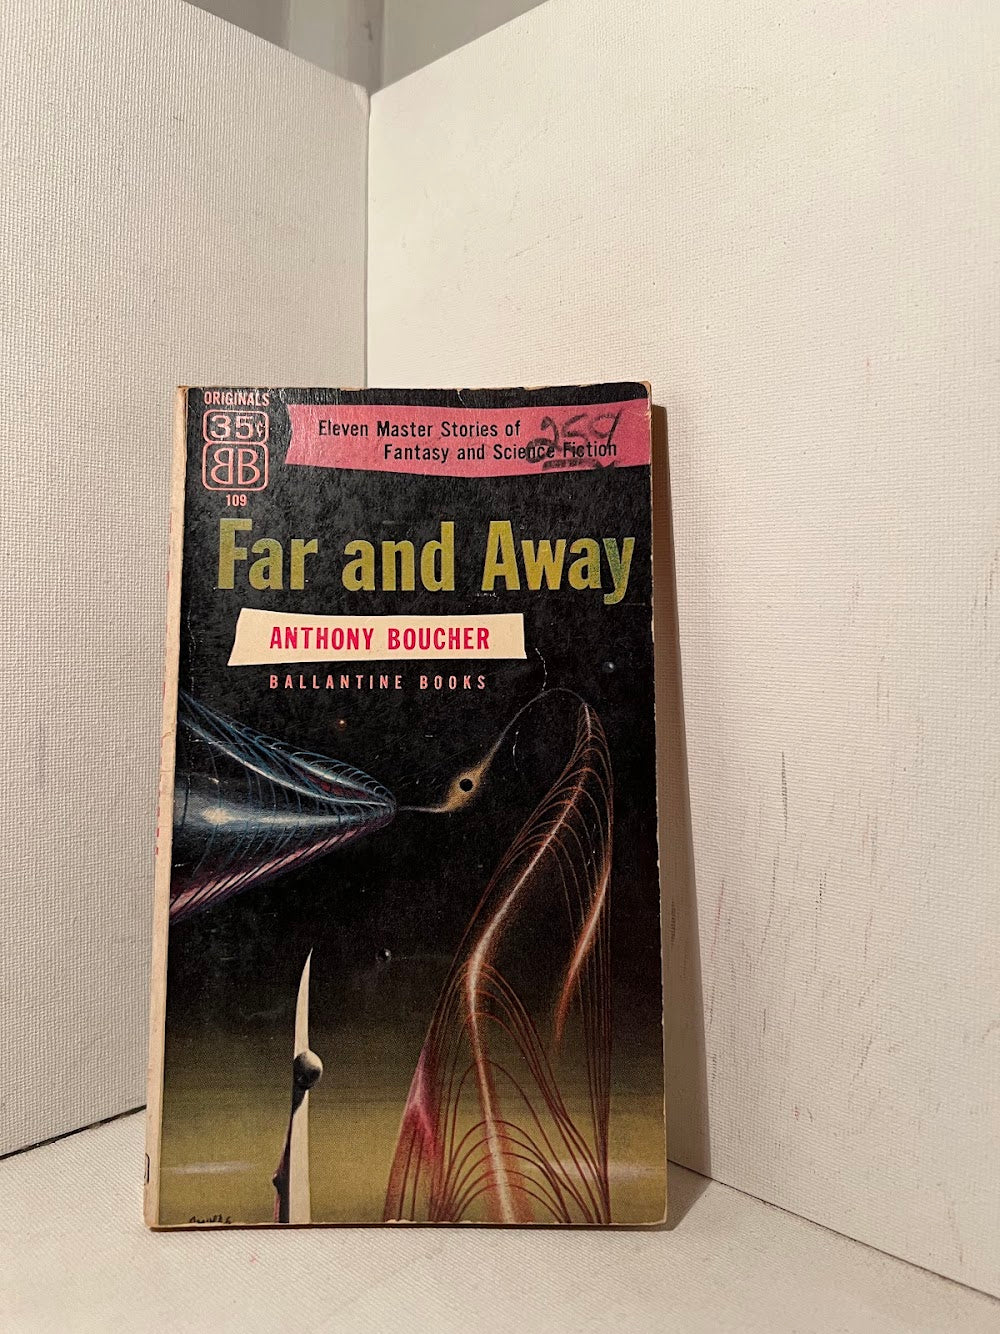 ORIGINALS
35¢
BB
109
Eleven Master Stories of
Fantasy and Science Fiction
Far and Away
ANTHONY BOUCHER
BALLANTINE BOOKS